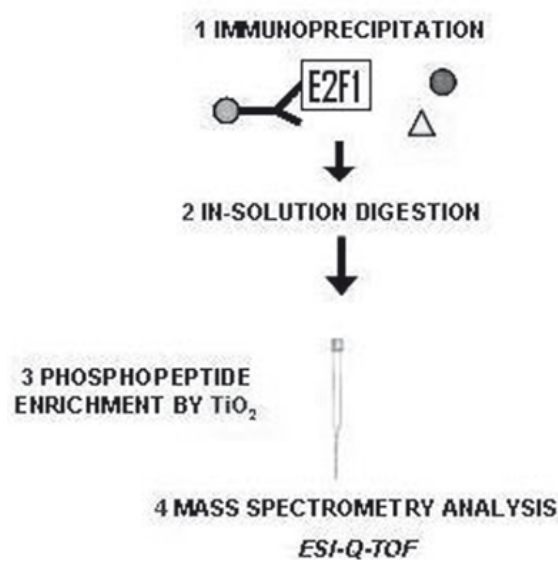 1 IMMUNOPRECIPITATION
E2F1
2 IN-SOLUTION DIGESTION
3 PHOSPHOPEPTIDE
ENRICHMENT BY TiO₂
4 MASS SPECTROMETRY ANALYSIS
ESI-Q-TOF